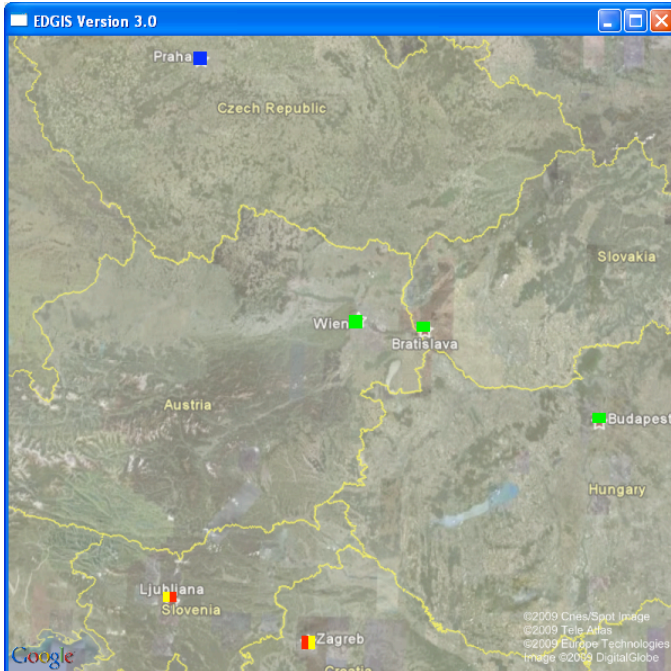 EDGIS Version 3.0
Praha
Czech Republic
Slovakia
Wien
Bratislava
Austria
Budapest
Hungary
Ljubljana
Slovenia
Zagreb
Croatia
©2009 Cnes/Spot Image
©2009 Tele Atlas
©2009 Europe Technologies
Image ©2009 DigitalGlobe
Google